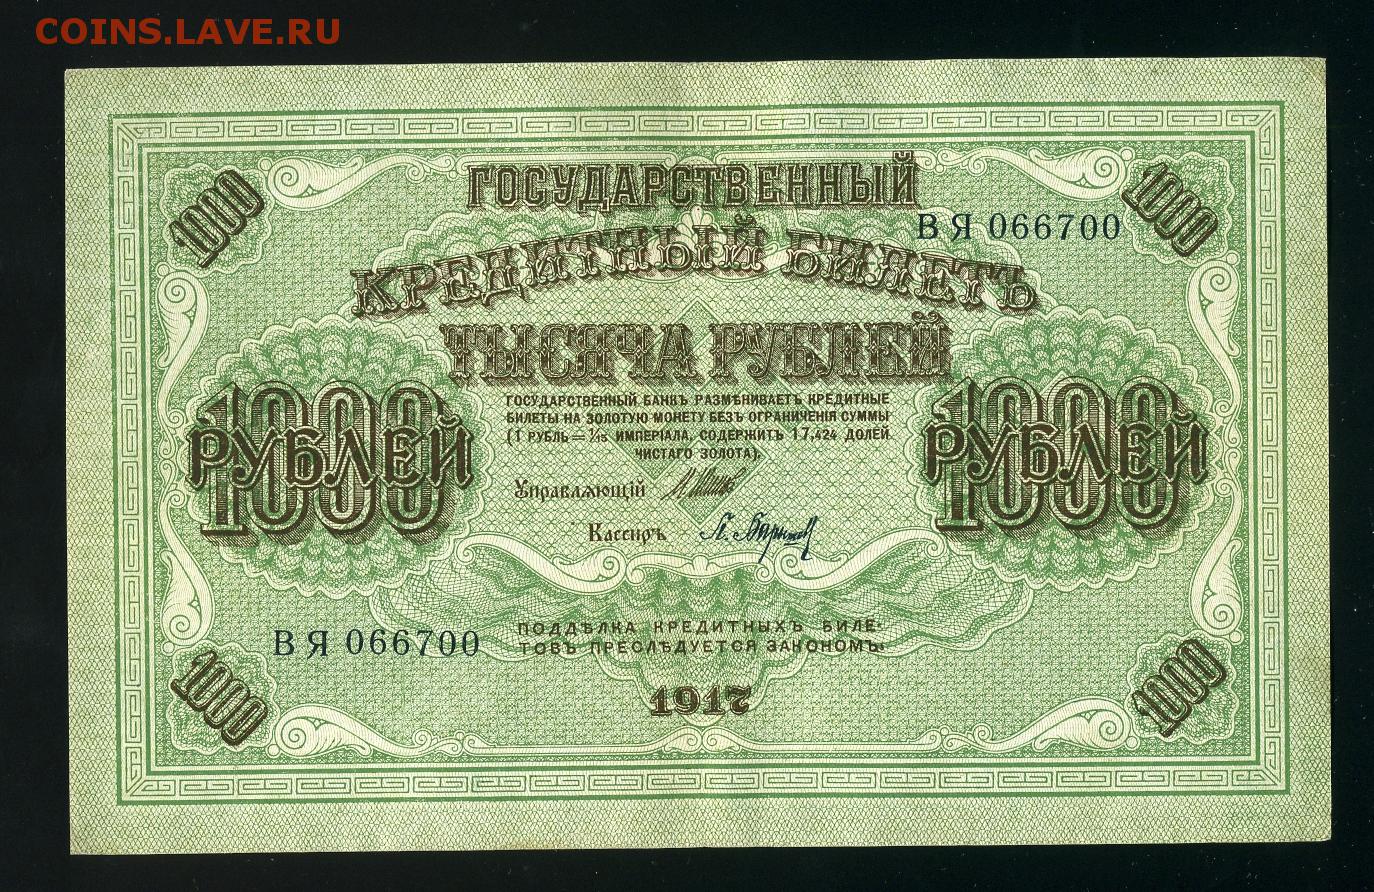 COINS.LAVE.RU
1000
1000
ГОСУДАРСТВЕННЫЙ
ВЯ 066700
КРЕДИТНЫЙ БИЛЕТЪ
ТЫСЯЧА РУБЛЕЙ
1000 РУБЛЕЙ
1000 РУБЛЕЙ
ГОСУДАРСТВЕННЫЙ БАНКЪ РАЗМѢНИВАЕТЪ КРЕДИТНЫЕ
БИЛЕТЫ НА ЗОЛОТУЮ МОНЕТУ БЕЗЪ ОГРАНИЧЕНІЯ СУММЫ
(1 РУБЛЬ = 1/15 ИМПЕРІАЛА, СОДЕРЖИТЪ 17,424 ДОЛЕЙ
ЧИСТАГО ЗОЛОТА).
Управляющій
Кассиръ
ПОДДѢЛКА КРЕДИТНЫХЪ БИЛЕ-
ТОВЪ ПРЕСЛѢДУЕТСЯ ЗАКОНОМЪ.
ВЯ 066700
1917
1000
1000